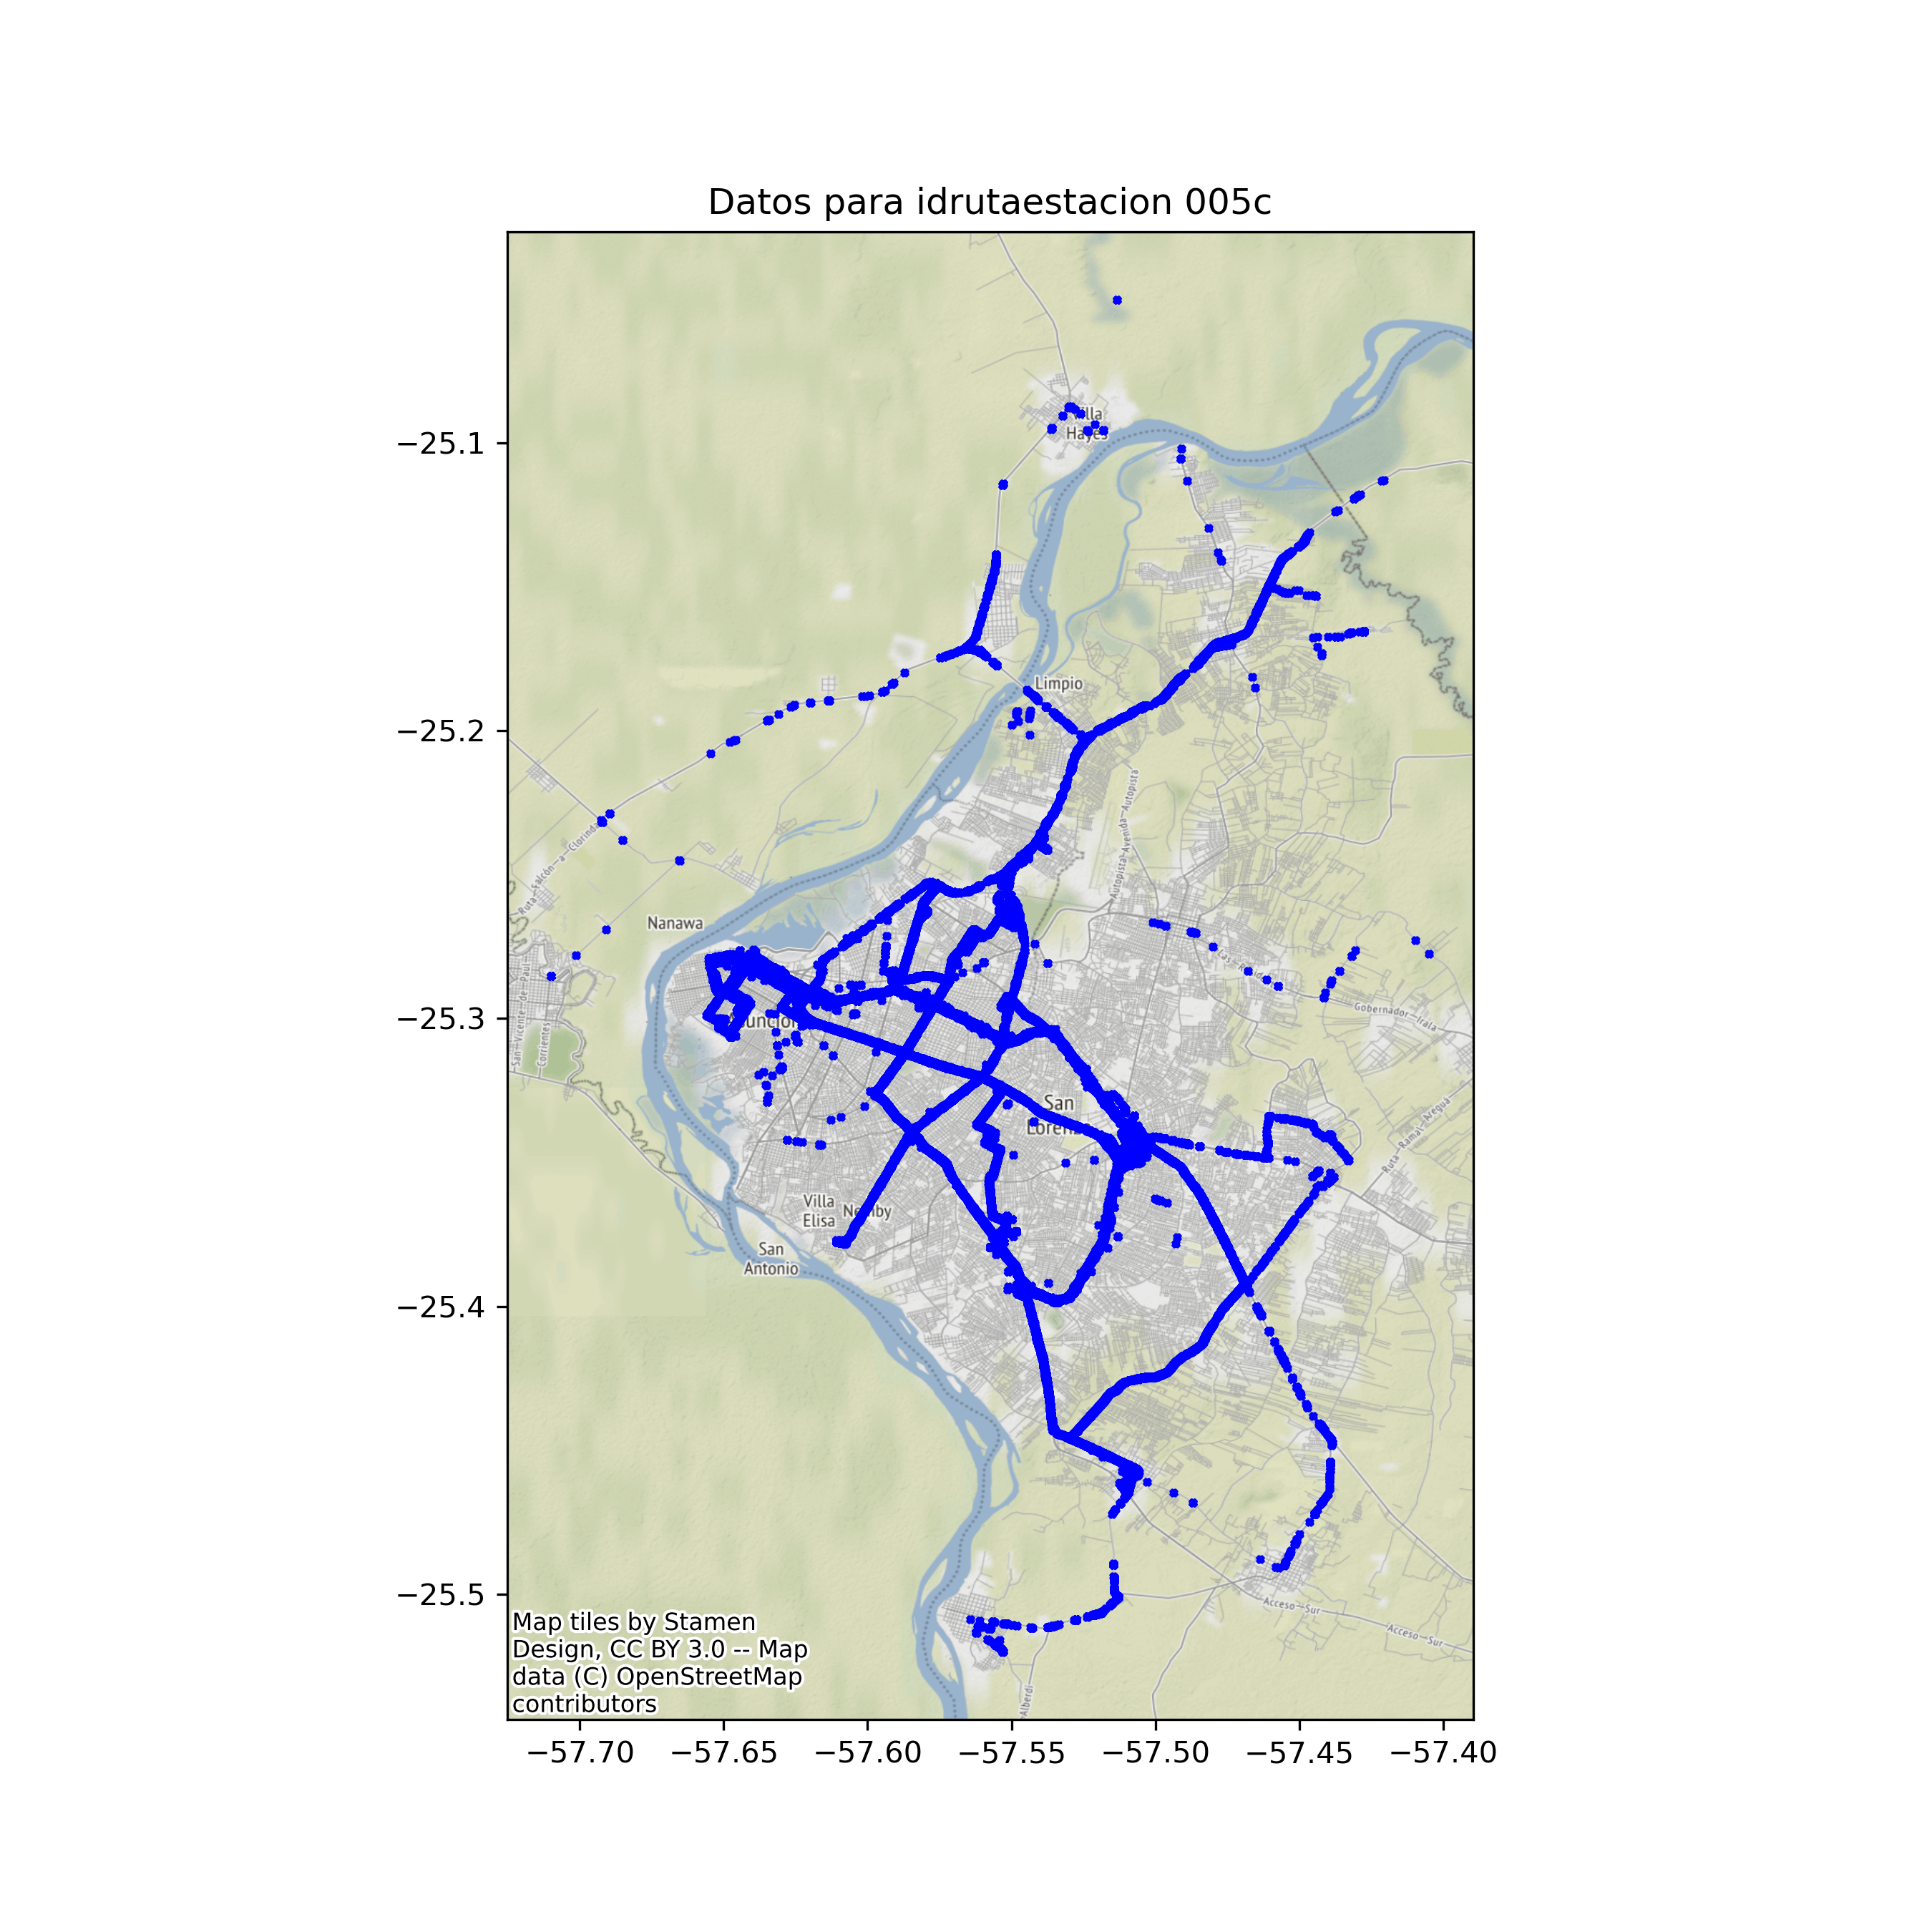 Datos para idrutaestacion 005c
−25.1
−25.2
−25.3
−25.4
−25.5
Villa
Hayes
Limpio
Autopista-Avenida-Autopista
Ruta-Falcón-a-Clorinda
Nanawa
Asunción
San-Vicente-de-Paul
Corrientes
Gobernador-Irala
San
Lorenzo
Ruta-Ramal-Areguá
Villa
Elisa
Ñemby
San
Antonio
Acceso-Sur
Acceso-Sur
Alberdi
Map tiles by Stamen
Design, CC BY 3.0 -- Map
data (C) OpenStreetMap
contributors
−57.70
−57.65
−57.60
−57.55
−57.50
−57.45
−57.40